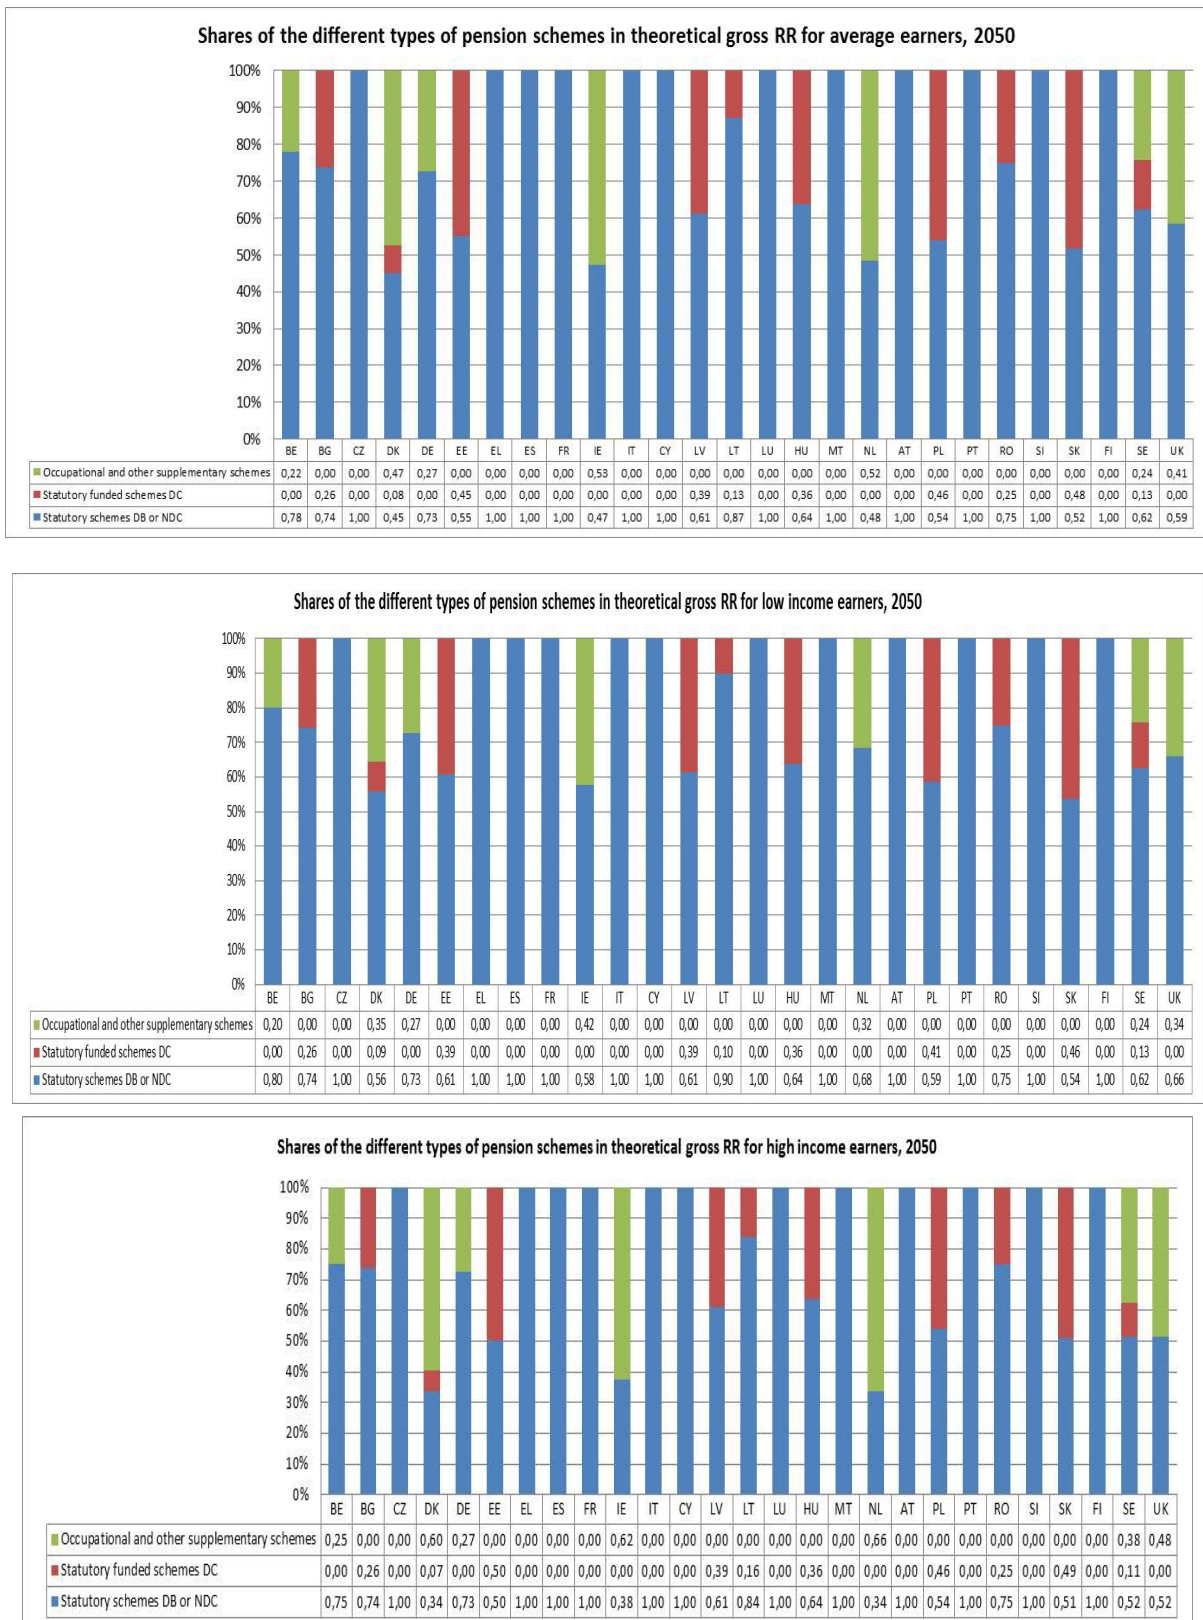 Shares of the different types of pension schemes in theoretical gross RR for average earners, 2050
100%
90%
80%
70%
60%
50%
40%
30%
20%
10%
0%
BE BG CZ DK DE EE EL ES FR IE IT CY LV LT LU HU MT NL AT PL PT RO SI SK FI SE UK
Occupational and other supplementary schemes 0,22 0,00 0,00 0,47 0,27 0,00 0,00 0,00 0,00 0,53 0,00 0,00 0,00 0,00 0,00 0,00 0,00 0,52 0,00 0,00 0,00 0,00 0,00 0,00 0,00 0,24 0,41
Statutory funded schemes DC 0,00 0,26 0,00 0,08 0,00 0,45 0,00 0,00 0,00 0,00 0,00 0,00 0,39 0,13 0,00 0,36 0,00 0,00 0,00 0,46 0,00 0,25 0,00 0,48 0,00 0,13 0,00
Statutory schemes DB or NDC 0,78 0,74 1,00 0,45 0,73 0,55 1,00 1,00 1,00 0,47 1,00 1,00 0,61 0,87 1,00 0,64 1,00 0,48 1,00 0,54 1,00 0,75 1,00 0,52 1,00 0,62 0,59
Shares of the different types of pension schemes in theoretical gross RR for low income earners, 2050
100%
90%
80%
70%
60%
50%
40%
30%
20%
10%
0%
BE BG CZ DK DE EE EL ES FR IE IT CY LV LT LU HU MT NL AT PL PT RO SI SK FI SE UK
Occupational and other supplementary schemes 0,20 0,00 0,00 0,35 0,27 0,00 0,00 0,00 0,00 0,42 0,00 0,00 0,00 0,00 0,00 0,00 0,00 0,32 0,00 0,00 0,00 0,00 0,00 0,00 0,00 0,24 0,34
Statutory funded schemes DC 0,00 0,26 0,00 0,09 0,00 0,39 0,00 0,00 0,00 0,00 0,00 0,00 0,39 0,10 0,00 0,36 0,00 0,00 0,00 0,41 0,00 0,25 0,00 0,46 0,00 0,13 0,00
Statutory schemes DB or NDC 0,80 0,74 1,00 0,56 0,73 0,61 1,00 1,00 1,00 0,58 1,00 1,00 0,61 0,90 1,00 0,64 1,00 0,68 1,00 0,59 1,00 0,75 1,00 0,54 1,00 0,62 0,66
Shares of the different types of pension schemes in theoretical gross RR for high income earners, 2050
100%
90%
80%
70%
60%
50%
40%
30%
20%
10%
0%
BE BG CZ DK DE EE EL ES FR IE IT CY LV LT LU HU MT NL AT PL PT RO SI SK FI SE UK
Occupational and other supplementary schemes 0,25 0,00 0,00 0,60 0,27 0,00 0,00 0,00 0,00 0,62 0,00 0,00 0,00 0,00 0,00 0,00 0,00 0,66 0,00 0,00 0,00 0,00 0,00 0,00 0,00 0,38 0,48
Statutory funded schemes DC 0,00 0,26 0,00 0,07 0,00 0,50 0,00 0,00 0,00 0,00 0,00 0,00 0,39 0,16 0,00 0,36 0,00 0,00 0,00 0,46 0,00 0,25 0,00 0,49 0,00 0,11 0,00
Statutory schemes DB or NDC 0,75 0,74 1,00 0,34 0,73 0,50 1,00 1,00 1,00 0,38 1,00 1,00 0,61 0,84 1,00 0,64 1,00 0,34 1,00 0,54 1,00 0,75 1,00 0,51 1,00 0,52 0,52